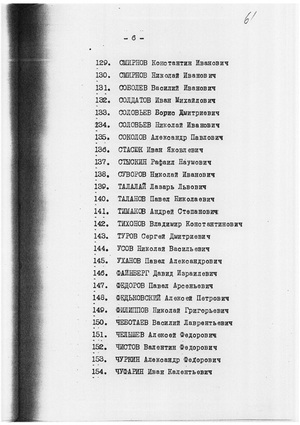 61
- 6 -
129. СМИРНОВ Константин Иванович
130. СМИРНОВ Николай Иванович
131. СОБОЛЕВ Василий Иванович
132. СОЛДАТОВ Иван Михайлович
133. СОЛОВЬЕВ Борис Дмитриевич
134. СОЛОВЬЕВ Николай Иванович
135. СОКОЛОВ Александр Павлович
136. СТАСЕН Иван Яковлевич
137. СТЫСКИН Рафаил Наумович
138. СУВОРОВ Николай Иванович
139. ТАЛАЛАЙ Лазарь Львович
140. ТАЛАНОВ Павел Николаевич
141. ТИМАКОВ Андрей Степанович
142. ТИХОНОВ Владимир Константинович
143. ТУРОВ Сергей Дмитриевич
144. УСОВ Николай Васильевич
145. УХАНОВ Павел Александрович
146. ФАЙНБЕРГ Давид Израилевич
147. ФЕДОРОВ Павел Арсеньевич
148. ФЕДЬКОВСКИЙ Алексей Петрович
149. ФИЛИППОВ Николай Григорьевич
150. ЧЕБОТАЕВ Василий Лаврентьевич
151. ЧЕЛЫШЕВ Алексей Федорович
152. ЧИСТОВ Валентин Федорович
153. ЧУРКИН Александр Федорович
154. ЧУФАРИН Иван Калентьевич